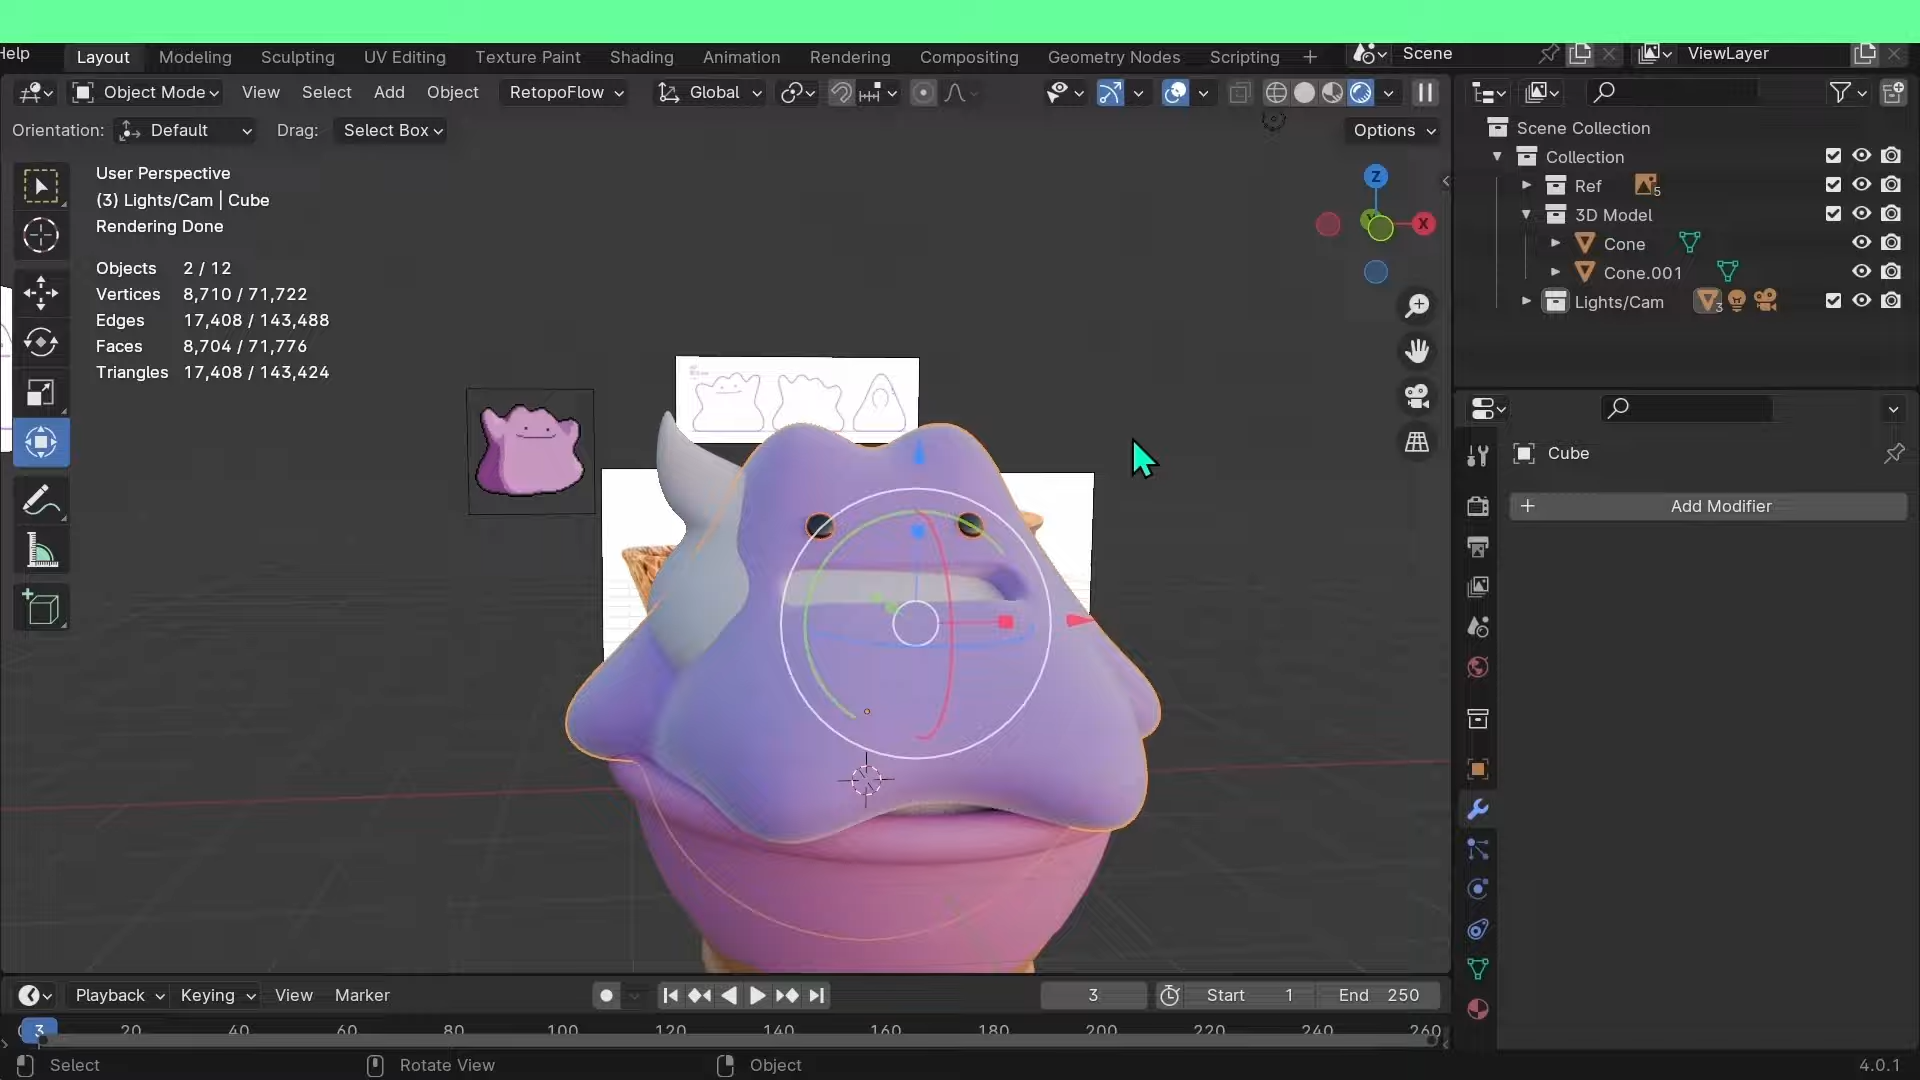 Help Layout Modeling Sculpting UV Editing Texture Paint Shading Animation Rendering Compositing Geometry Nodes Scripting + Scene ViewLayer
Object Mode View Select Add Object RetopoFlow Global
Orientation: Default Drag: Select Box Options
User Perspective
(3) Lights/Cam | Cube
Rendering Done
Objects 2 / 12
Vertices 8,710 / 71,722
Edges 17,408 / 143,488
Faces 8,704 / 71,776
Triangles 17,408 / 143,424
Z
X
Scene Collection
Collection
Ref 5
3D Model
Cone
Cone.001
Lights/Cam 3
Cube
+ Add Modifier
Playback Keying View Marker 3 Start 1 End 250
3 20 40 60 80 100 120 140 160 180 200 220 240 260
Select Rotate View Object 4.0.1